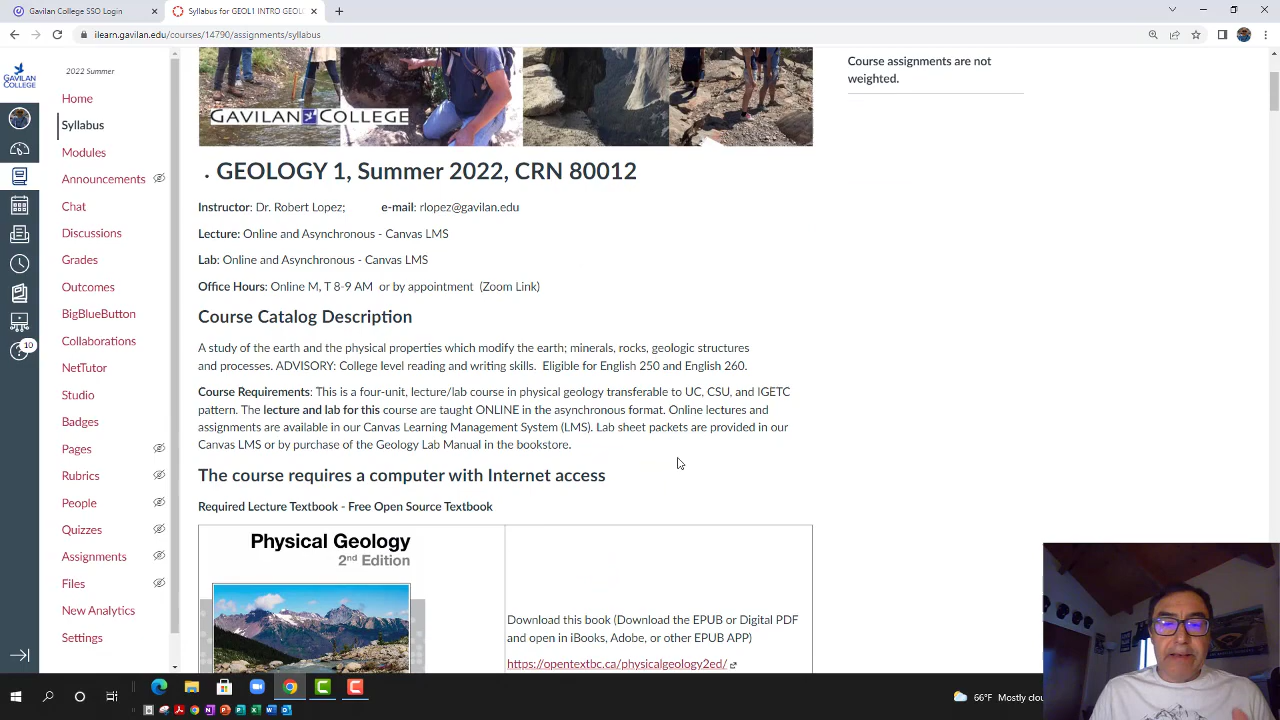 Gavilan College SSO Login
Syllabus for GEOL1 INTRO GEOL
ilearn.gavilan.edu/courses/14790/assignments/syllabus
GAVILAN
COLLEGE
2022 Summer
Home
Syllabus
Modules
Announcements
Chat
Discussions
Grades
Outcomes
BigBlueButton
Collaborations
NetTutor
Studio
Badges
Pages
Rubrics
People
Quizzes
Assignments
Files
New Analytics
Settings
10
GAVILAN COLLEGE
GEOLOGY 1, Summer 2022, CRN 80012
Instructor: Dr. Robert Lopez; e-mail: rlopez@gavilan.edu
Lecture: Online and Asynchronous - Canvas LMS
Lab: Online and Asynchronous - Canvas LMS
Office Hours: Online M, T 8-9 AM or by appointment (Zoom Link)
Course Catalog Description
A study of the earth and the physical properties which modify the earth; minerals, rocks, geologic structures
and processes. ADVISORY: College level reading and writing skills. Eligible for English 250 and English 260.
Course Requirements: This is a four-unit, lecture/lab course in physical geology transferable to UC, CSU, and IGETC
pattern. The lecture and lab for this course are taught ONLINE in the asynchronous format. Online lectures and
assignments are available in our Canvas Learning Management System (LMS). Lab sheet packets are provided in our
Canvas LMS or by purchase of the Geology Lab Manual in the bookstore.
The course requires a computer with Internet access
Required Lecture Textbook - Free Open Source Textbook
Physical Geology
2nd Edition
Download this book (Download the EPUB or Digital PDF
and open in iBooks, Adobe, or other EPUB APP)
https://opentextbc.ca/physicalgeology2ed/
Course assignments are not
weighted.
66°F Mostly clou